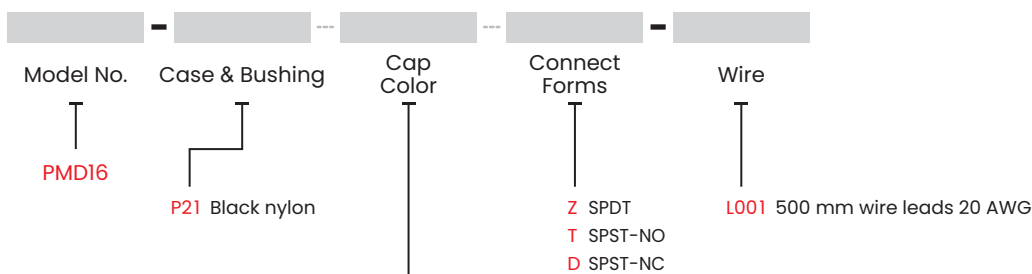 Model No.
Case & Bushing
Cap
Color
Connect
Forms
Wire
PMD16
P21 Black nylon
Z SPDT
T SPST-NO
D SPST-NC
L001 500 mm wire leads 20 AWG